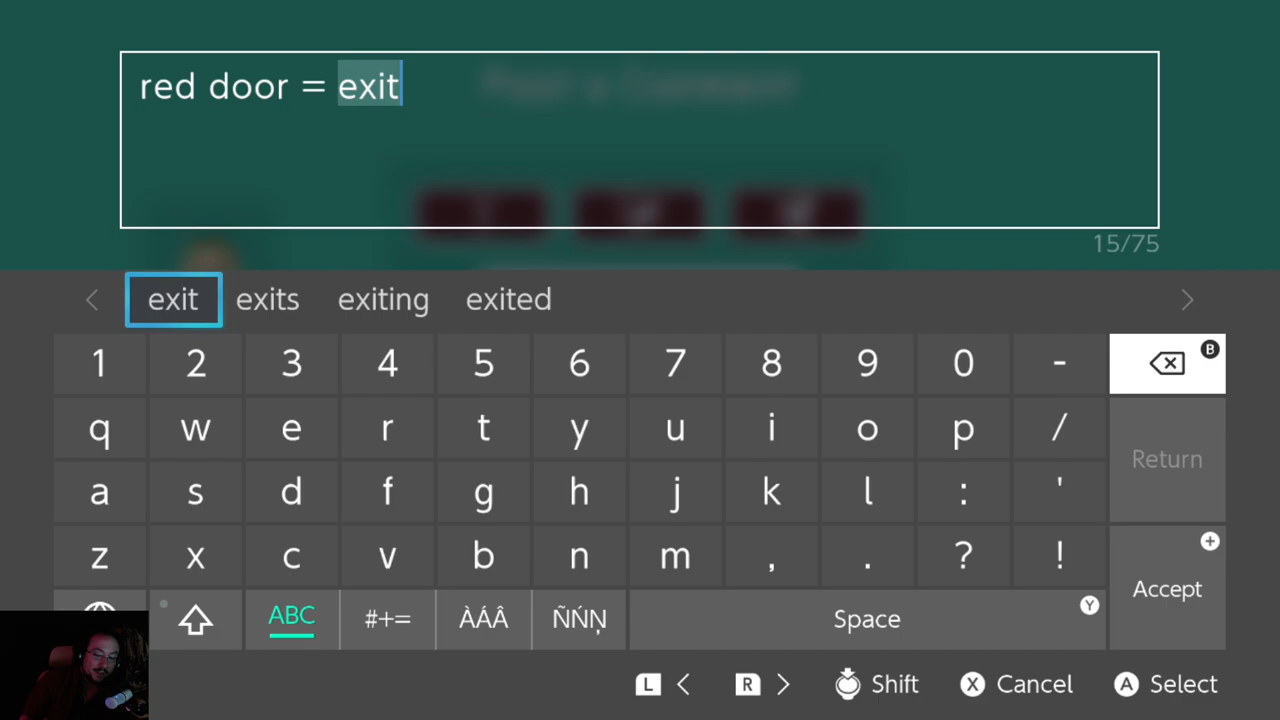 red door = exit
15/75
exit exits exiting exited
1 2 3 4 5 6 7 8 9 0 - B
q w e r t y u i o p /
Return
a s d f g h j k l : '
z x c v b n m , . ? ! +
Accept
ABC #+= ÀÁÂ ÑŃŅ Space Y
L R Shift X Cancel A Select